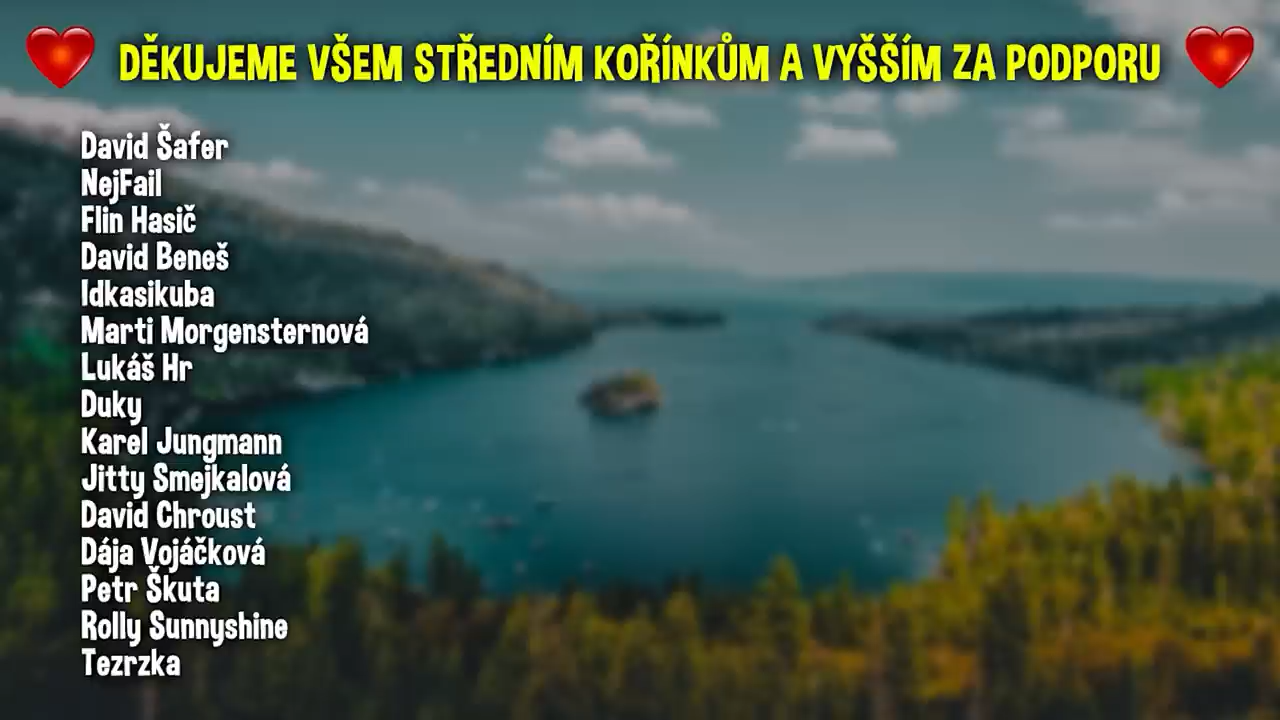 DĚKUJEME VŠEM STŘEDNÍM KOŘÍNKŮM A VYŠŠÍM ZA PODPORU
David Šafer
NejFail
Flin Hasič
David Beneš
Idkasikuba
Marti Morgensternová
Lukáš Hr
Duky
Karel Jungmann
Jitty Smejkalová
David Chroust
Dája Vojáčková
Petr Škuta
Rolly Sunnyshine
Tezrzka